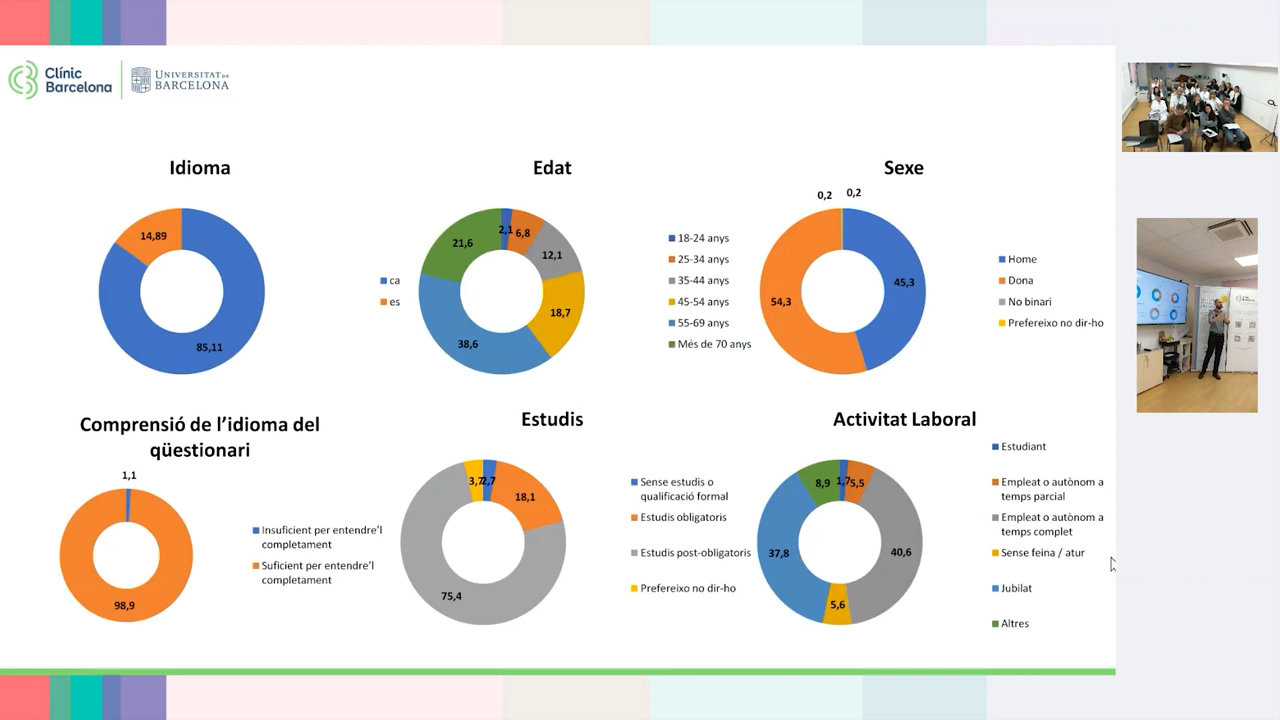 Clínic
Barcelona
UNIVERSITAT DE
BARCELONA
Idioma
14,89
85,11
ca
es
Edat
2,1
6,8
12,1
18,7
38,6
21,6
18-24 anys
25-34 anys
35-44 anys
45-54 anys
55-69 anys
Més de 70 anys
Sexe
0,2
0,2
45,3
54,3
Home
Dona
No binari
Prefereixo no dir-ho
Comprensió de l'idioma del
qüestionari
1,1
98,9
Insuficient per entendre'l
completament
Suficient per entendre'l
completament
Estudis
3,7
2,7
18,1
75,4
Sense estudis o
qualificació formal
Estudis obligatoris
Estudis post-obligatoris
Prefereixo no dir-ho
Activitat Laboral
8,9
1,7
5,5
40,6
5,6
37,8
Estudiant
Empleat o autònom a
temps parcial
Empleat o autònom a
temps complet
Sense feina / atur
Jubilat
Altres